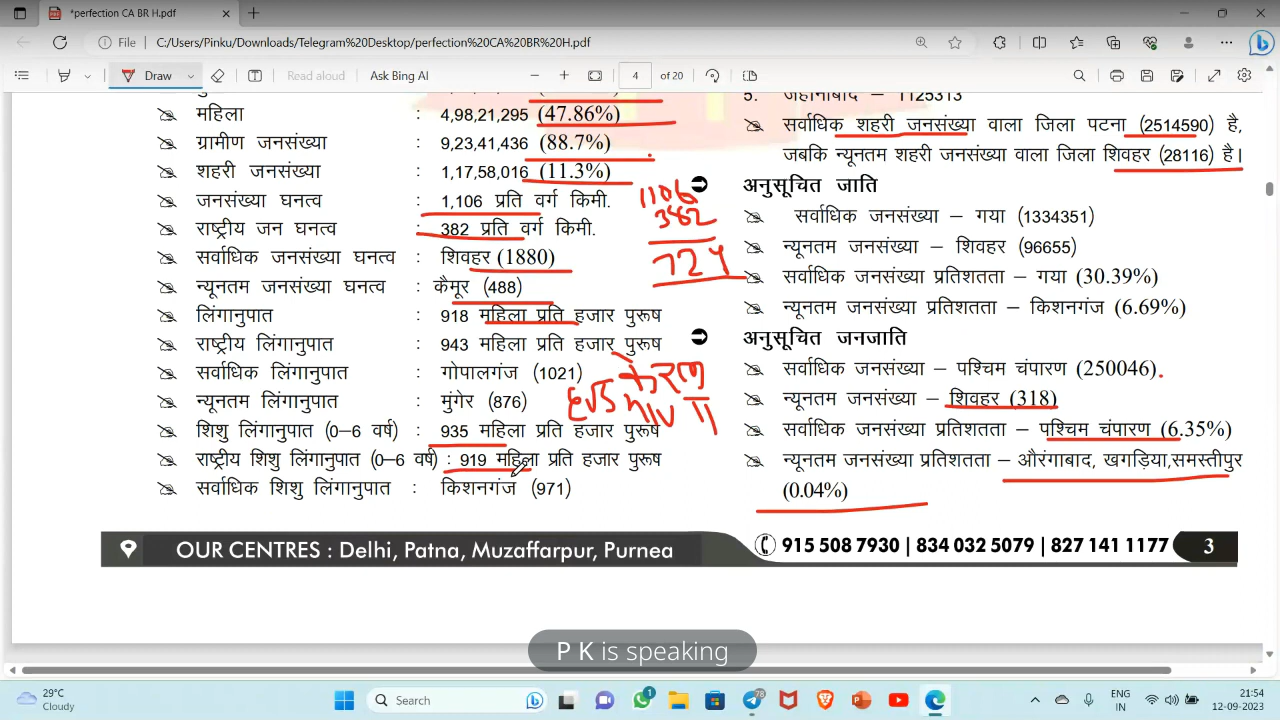 *perfection CA BR H.pdf
File C:/Users/Pinku/Downloads/Telegram%20Desktop/perfection%20CA%20BR%20H.pdf
Draw Read aloud Ask Bing AI 4 of 20
महिला : 4,98,21,295 (47.86%)
ग्रामीण जनसंख्या : 9,23,41,436 (88.7%)
शहरी जनसंख्या : 1,17,58,016 (11.3%)
जनसंख्या घनत्व : 1,106 प्रति वर्ग किमी.
राष्ट्रीय जन घनत्व : 382 प्रति वर्ग किमी.
सर्वाधिक जनसंख्या घनत्व : शिवहर (1880)
न्यूनतम जनसंख्या घनत्व : कैमूर (488)
लिंगानुपात : 918 महिला प्रति हजार पुरूष
राष्ट्रीय लिंगानुपात : 943 महिला प्रति हजार पुरूष
सर्वाधिक लिंगानुपात : गोपालगंज (1021)
न्यूनतम लिंगानुपात : मुंगेर (876)
शिशु लिंगानुपात (0–6 वर्ष) : 935 महिला प्रति हजार पुरूष
राष्ट्रीय शिशु लिंगानुपात (0–6 वर्ष) : 919 महिला प्रति हजार पुरूष
सर्वाधिक शिशु लिंगानुपात : किशनगंज (971)
1106
382
724
केरल
5. जहानाबाद – 1125313
सर्वाधिक शहरी जनसंख्या वाला जिला पटना (2514590) है,
जबकि न्यूनतम शहरी जनसंख्या वाला जिला शिवहर (28116) है।
अनुसूचित जाति
सर्वाधिक जनसंख्या – गया (1334351)
न्यूनतम जनसंख्या – शिवहर (96655)
सर्वाधिक जनसंख्या प्रतिशतता – गया (30.39%)
न्यूनतम जनसंख्या प्रतिशतता – किशनगंज (6.69%)
अनुसूचित जनजाति
सर्वाधिक जनसंख्या – पश्चिम चंपारण (250046)
न्यूनतम जनसंख्या – शिवहर (318)
सर्वाधिक जनसंख्या प्रतिशतता – पश्चिम चंपारण (6.35%)
न्यूनतम जनसंख्या प्रतिशतता – औरंगाबाद, खगड़िया,समस्तीपुर
(0.04%)
OUR CENTRES : Delhi, Patna, Muzaffarpur, Purnea
915 508 7930 | 834 032 5079 | 827 141 1177
3
P K is speaking
29°C
Cloudy
Search
1
78
ENG
IN
21:54
12-09-2023